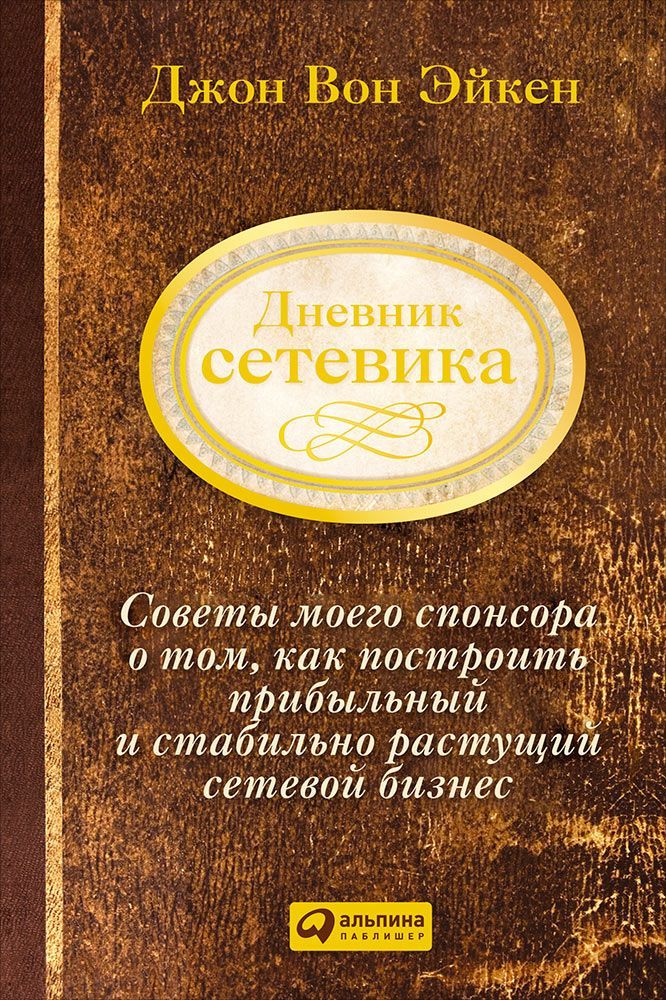 Джон Вон Эйкен
Дневник
сетевика
Советы моего спонсора
о том, как построить
прибыльный
и стабильно растущий
сетевой бизнес
альпина
ПАБЛИШЕР